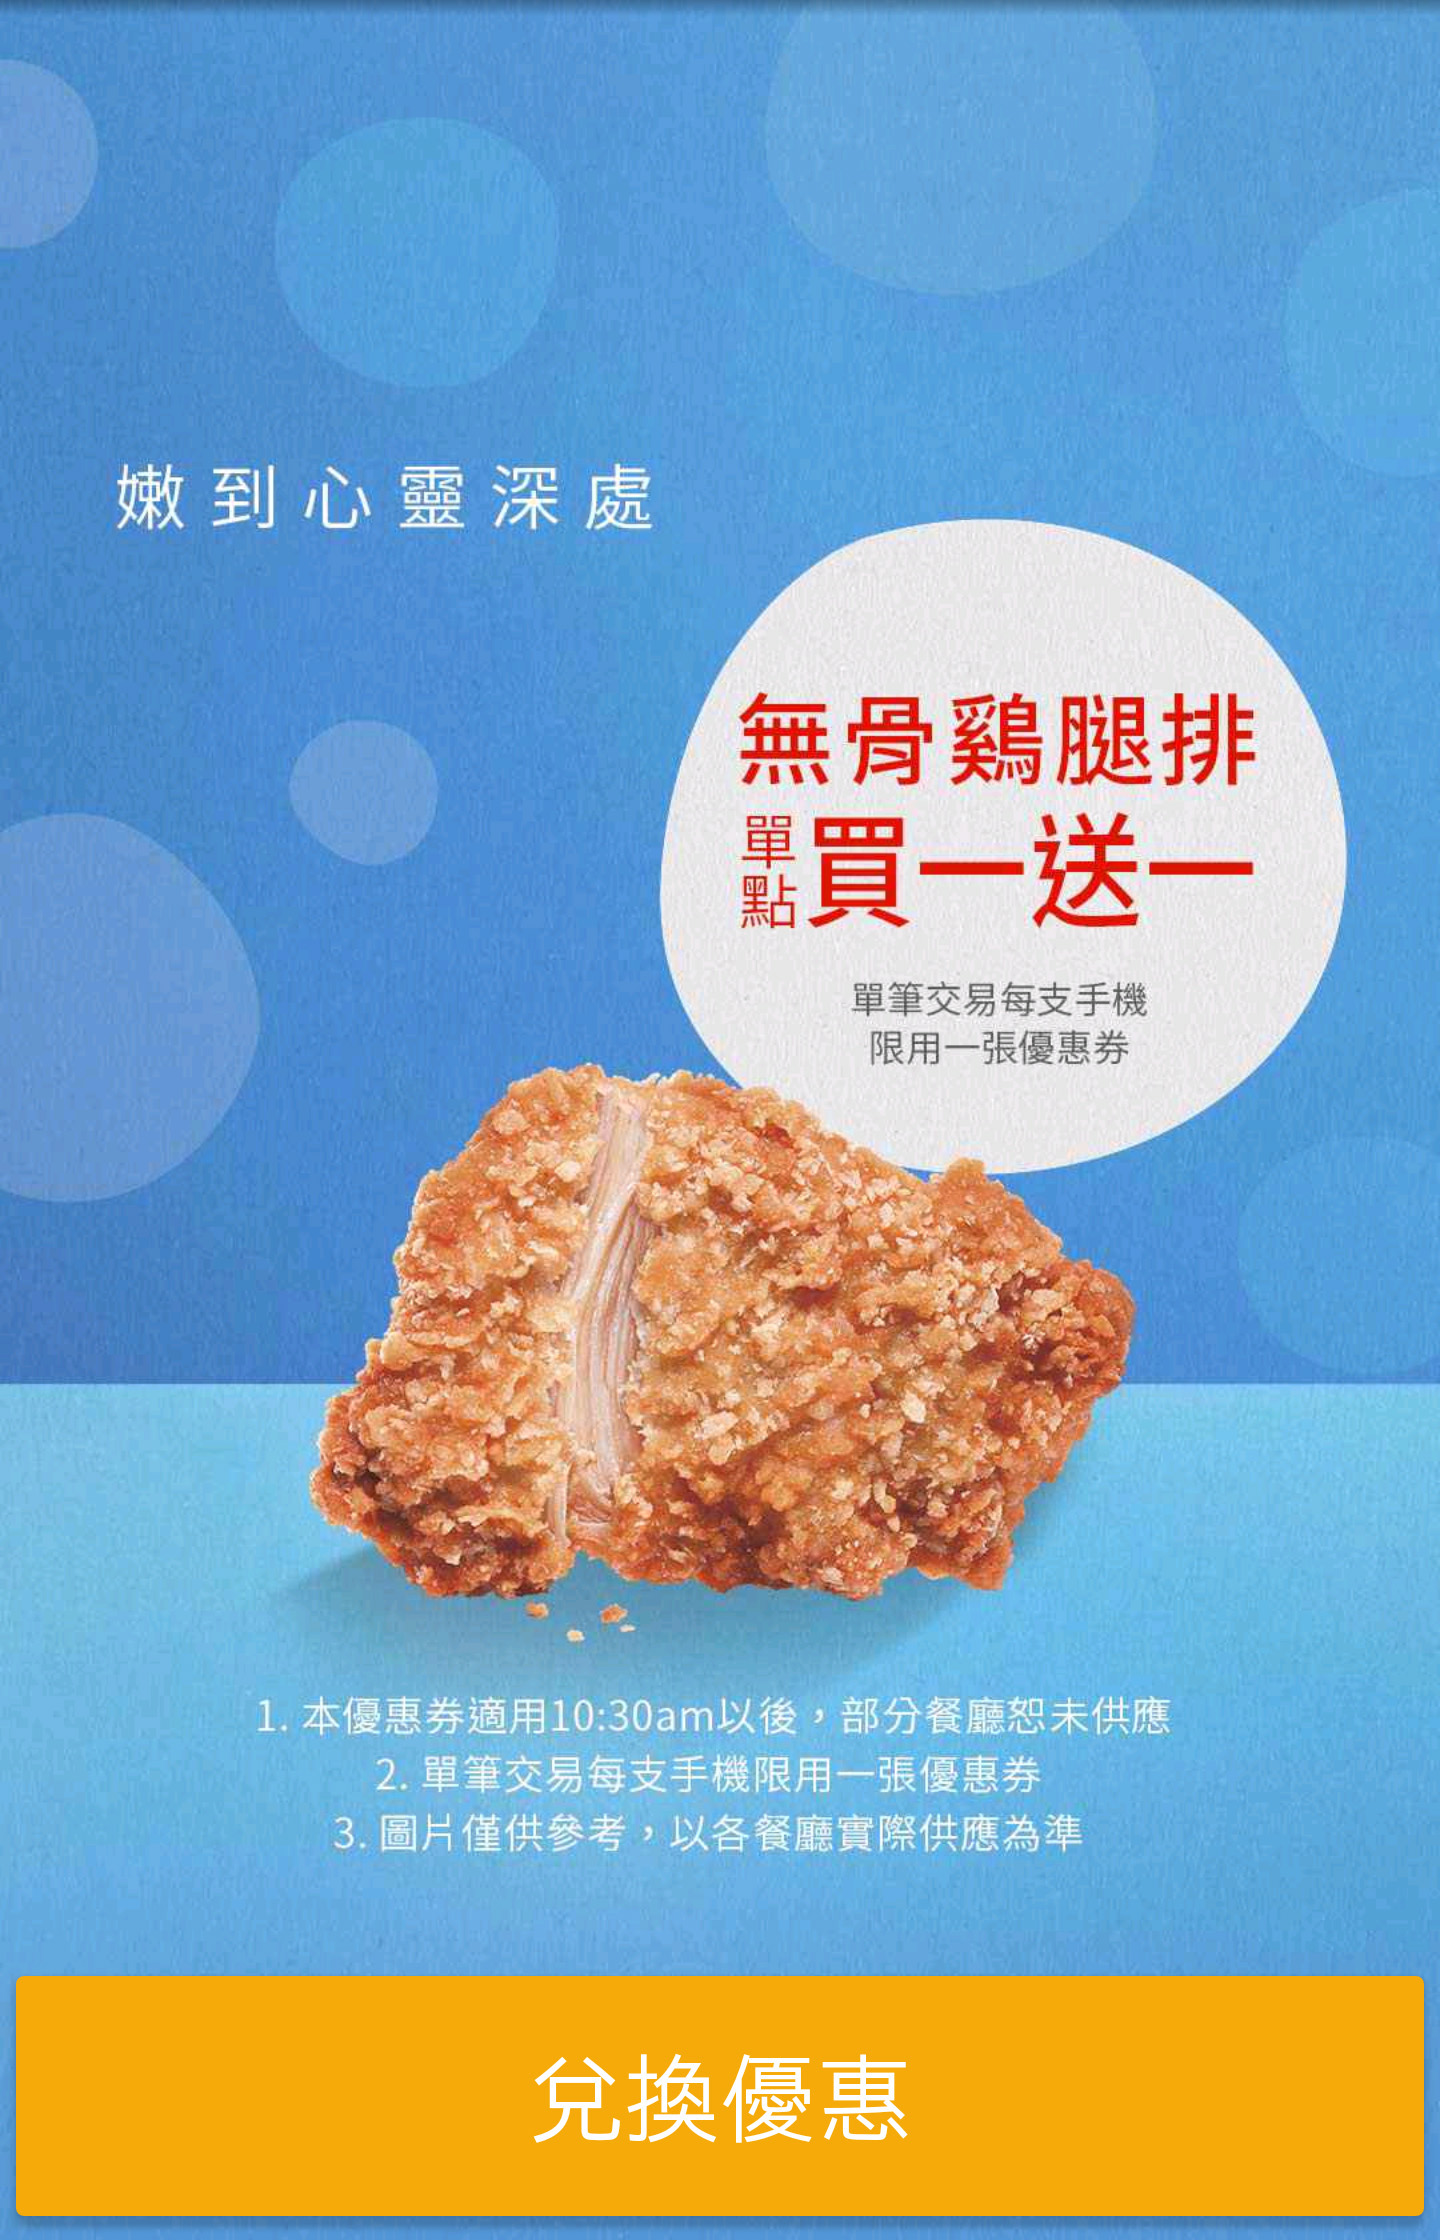 嫩到心靈深處
無骨鷄腿排
單點買一送一
單筆交易每支手機
限用一張優惠券
1. 本優惠券適用10:30am以後，部分餐廳恕未供應
2. 單筆交易每支手機限用一張優惠券
3. 圖片僅供參考，以各餐廳實際供應為準
兌換優惠